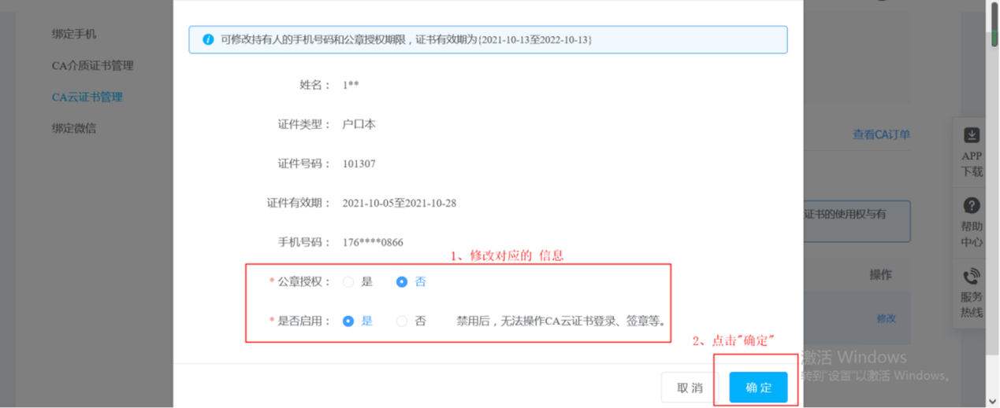 绑定手机
CA介质证书管理
CA云证书管理
绑定微信
可修改持有人的手机号码和公章授权期限，证书有效期为{2021-10-13至2022-10-13}
姓名： 1**
证件类型： 户口本
证件号码： 101307
证件有效期： 2021-10-05至2021-10-28
手机号码： 176****0866
1、修改对应的 信息
* 公章授权： 是 否
* 是否启用： 是 否 禁用后，无法操作CA云证书登录、签章等。
2、点击"确定"
取 消 确 定
查看CA订单
证书的使用权与有
操作
修改
APP
下载
帮助
中心
服务
热线
激活 Windows
转到"设置"以激活 Windows。